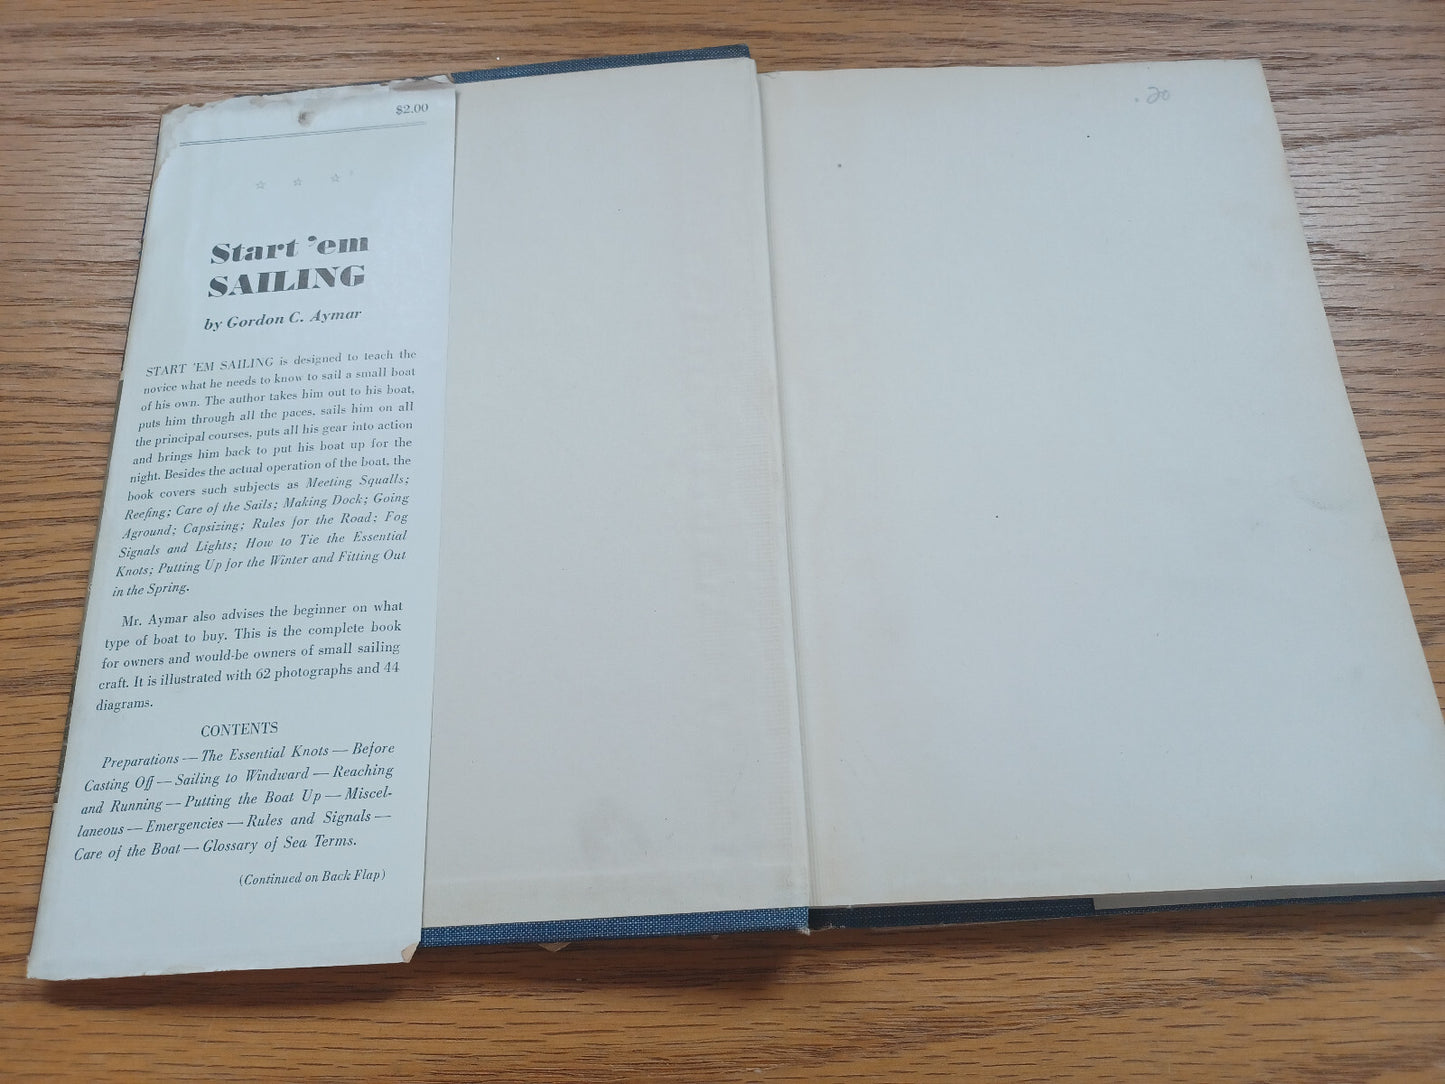 $2.00
Start ’em
SAILING
by Gordon C. Aymar
START ’EM SAILING is designed to teach the
novice what he needs to know to sail a small boat
of his own. The author takes him out to his boat,
puts him through all the paces, sails him on all
the principal courses, puts all his gear into action
and brings him back to put his boat up for the
night. Besides the actual operation of the boat, the
book covers such subjects as Meeting Squalls;
Reefing; Care of the Sails; Making Dock; Going
Aground; Capsizing; Rules for the Road; Fog
Signals and Lights; How to Tie the Essential
Knots; Putting Up for the Winter and Fitting Out
in the Spring.
Mr. Aymar also advises the beginner on what
type of boat to buy. This is the complete book
for owners and would-be owners of small sailing
craft. It is illustrated with 62 photographs and 44
diagrams.
CONTENTS
Preparations — The Essential Knots — Before
Casting Off — Sailing to Windward — Reaching
and Running — Putting the Boat Up — Miscel-
laneous — Emergencies — Rules and Signals —
Care of the Boat — Glossary of Sea Terms.
(Continued on Back Flap)
.20